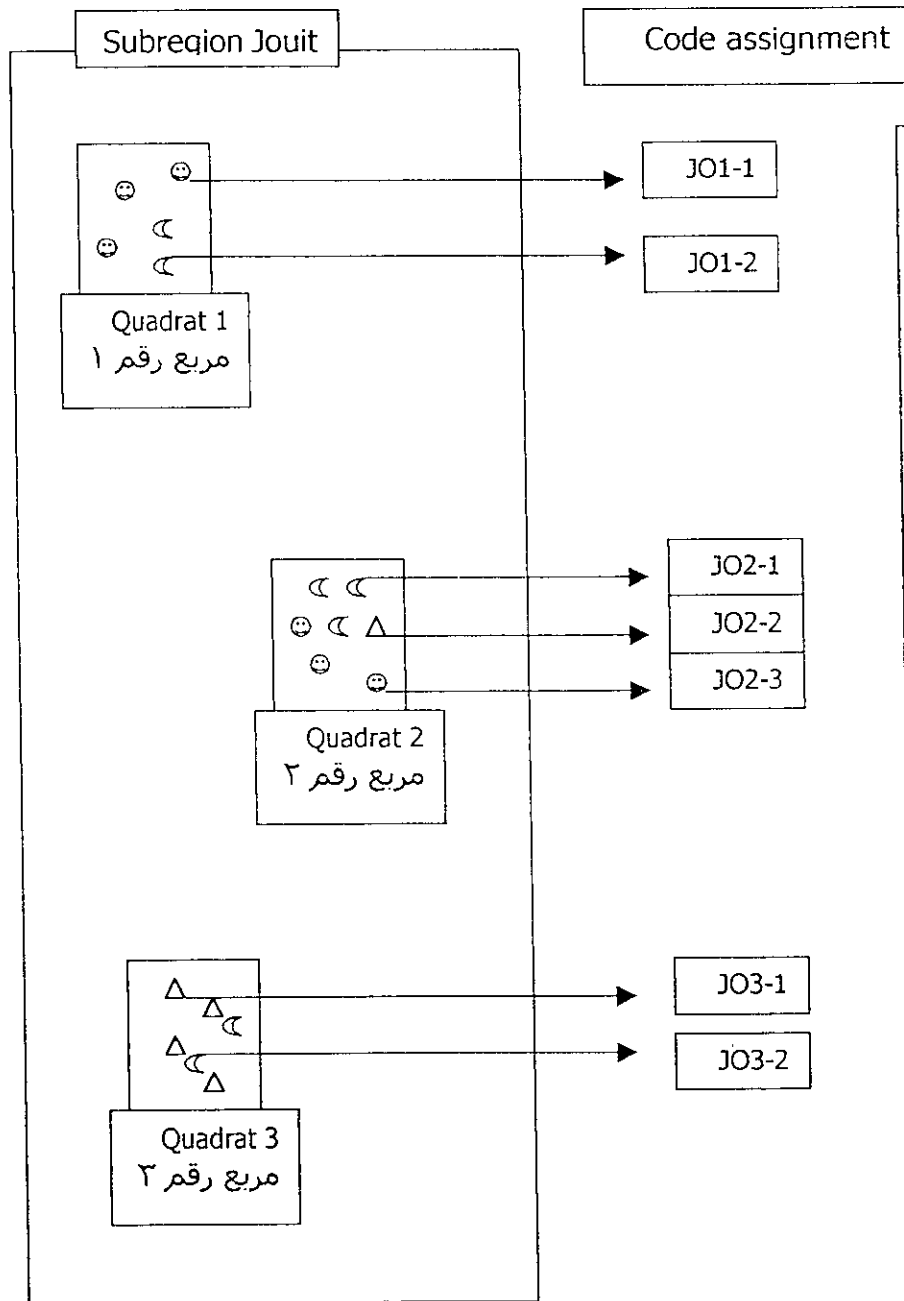 Subregion Jouit
Code assignment
JO1-1
JO1-2
Quadrat 1
مربع رقم ١
JO2-1
JO2-2
JO2-3
Quadrat 2
مربع رقم ٢
JO3-1
JO3-2
Quadrat 3
مربع رقم ٣